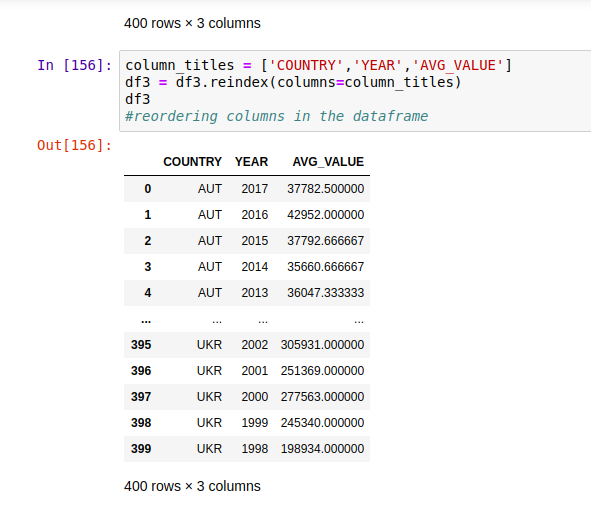 400 rows × 3 columns
In [156]: column_titles = ['COUNTRY','YEAR','AVG_VALUE']
df3 = df3.reindex(columns=column_titles)
df3
#reordering columns in the dataframe
Out[156]:
COUNTRY YEAR AVG_VALUE
0 AUT 2017 37782.500000
1 AUT 2016 42952.000000
2 AUT 2015 37792.666667
3 AUT 2014 35660.666667
4 AUT 2013 36047.333333
... ... ... ...
395 UKR 2002 305931.000000
396 UKR 2001 251369.000000
397 UKR 2000 277563.000000
398 UKR 1999 245340.000000
399 UKR 1998 198934.000000
400 rows × 3 columns